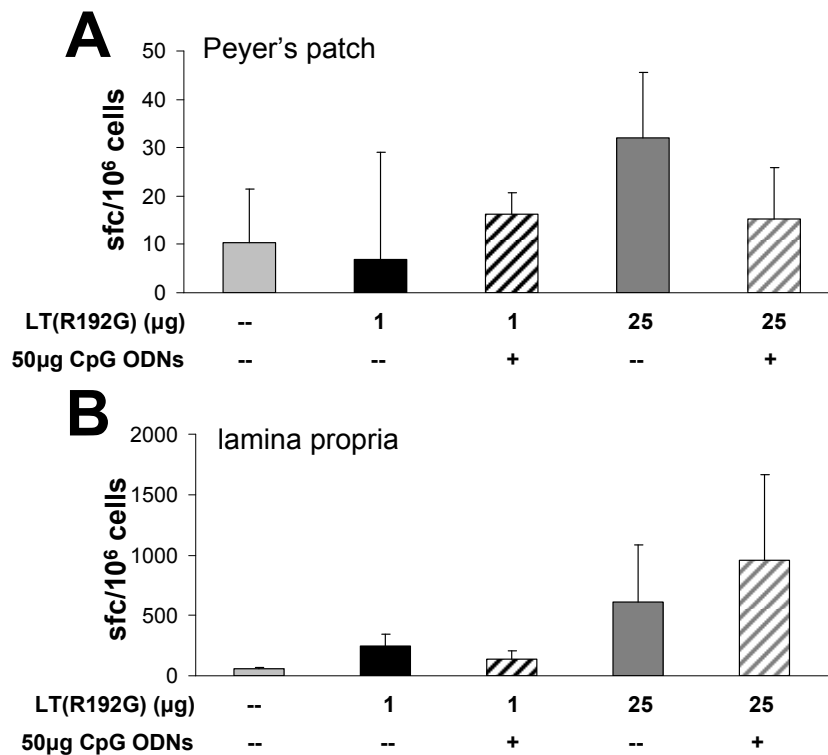 A Peyer's patch
50
40
30
20
10
0
sfc/10⁶ cells
LT(R192G) (µg) -- 1 1 25 25
50µg CpG ODNs -- -- + -- +
B lamina propria
2000
1500
1000
500
0
sfc/10⁶ cells
LT(R192G) (µg) -- 1 1 25 25
50µg CpG ODNs -- -- + -- +